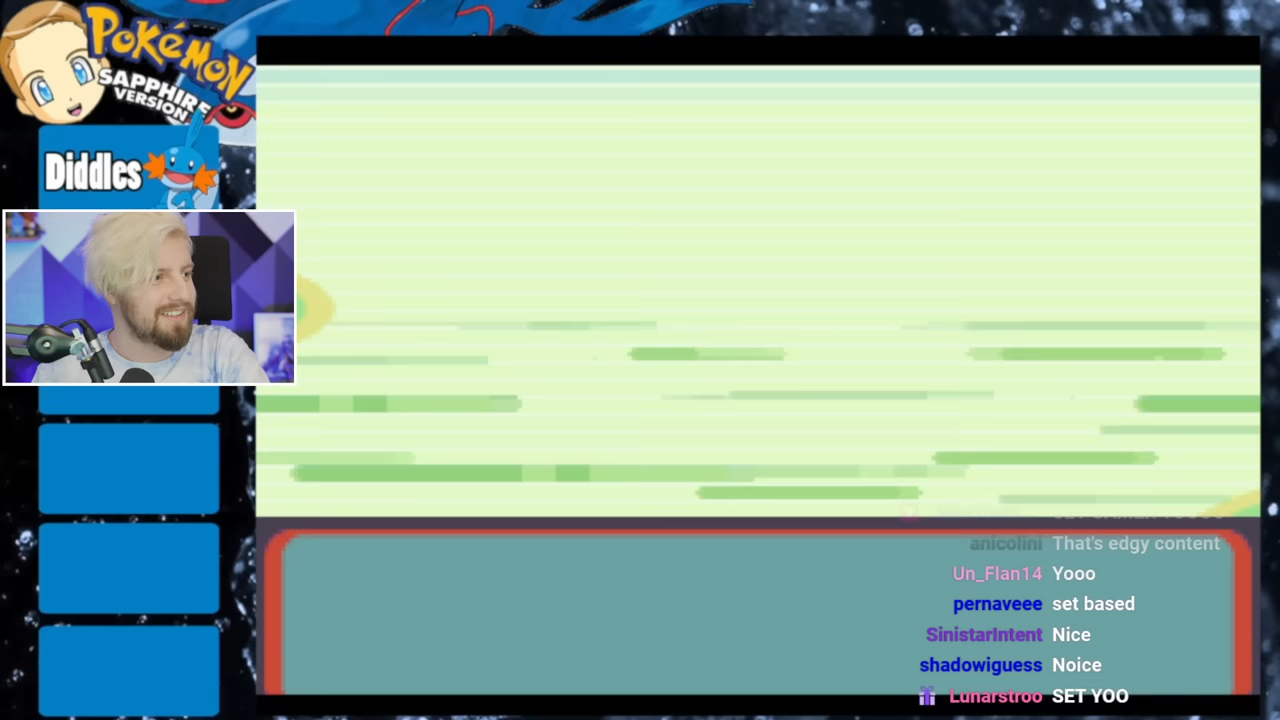 POKéMON
SAPPHIRE
VERSION
Diddles
anicolini That's edgy content
Un_Flan14 Yooo
pernaveee set based
SinistarIntent Nice
shadowiguess Noice
Lunarstroo SET YOO